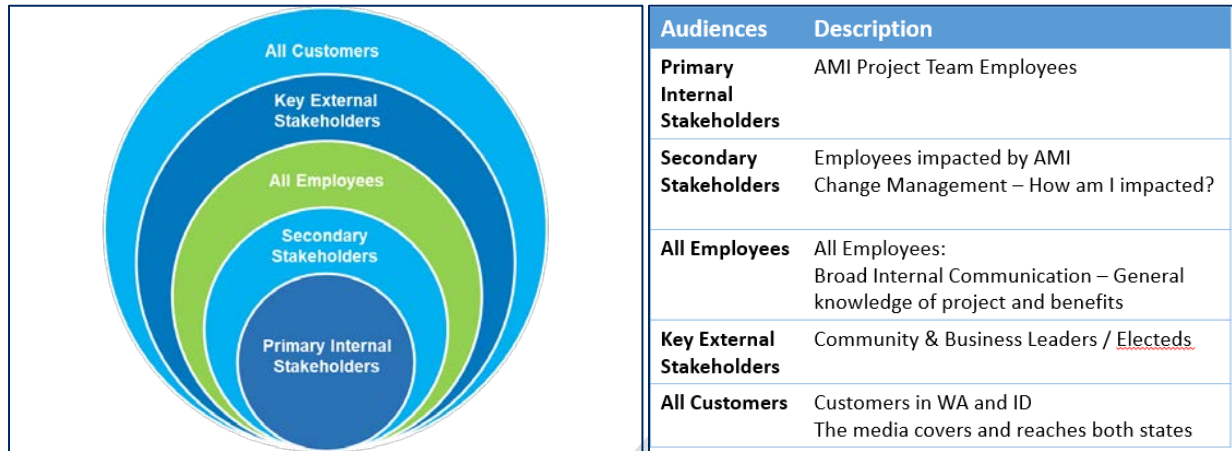 All Customers
Key External
Stakeholders
All Employees
Secondary
Stakeholders
Primary Internal
Stakeholders
Audiences Description
Primary AMI Project Team Employees
Internal
Stakeholders
Secondary Employees impacted by AMI
Stakeholders Change Management – How am I impacted?
All Employees All Employees:
Broad Internal Communication – General
knowledge of project and benefits
Key External Community & Business Leaders / Electeds
Stakeholders
All Customers Customers in WA and ID
The media covers and reaches both states